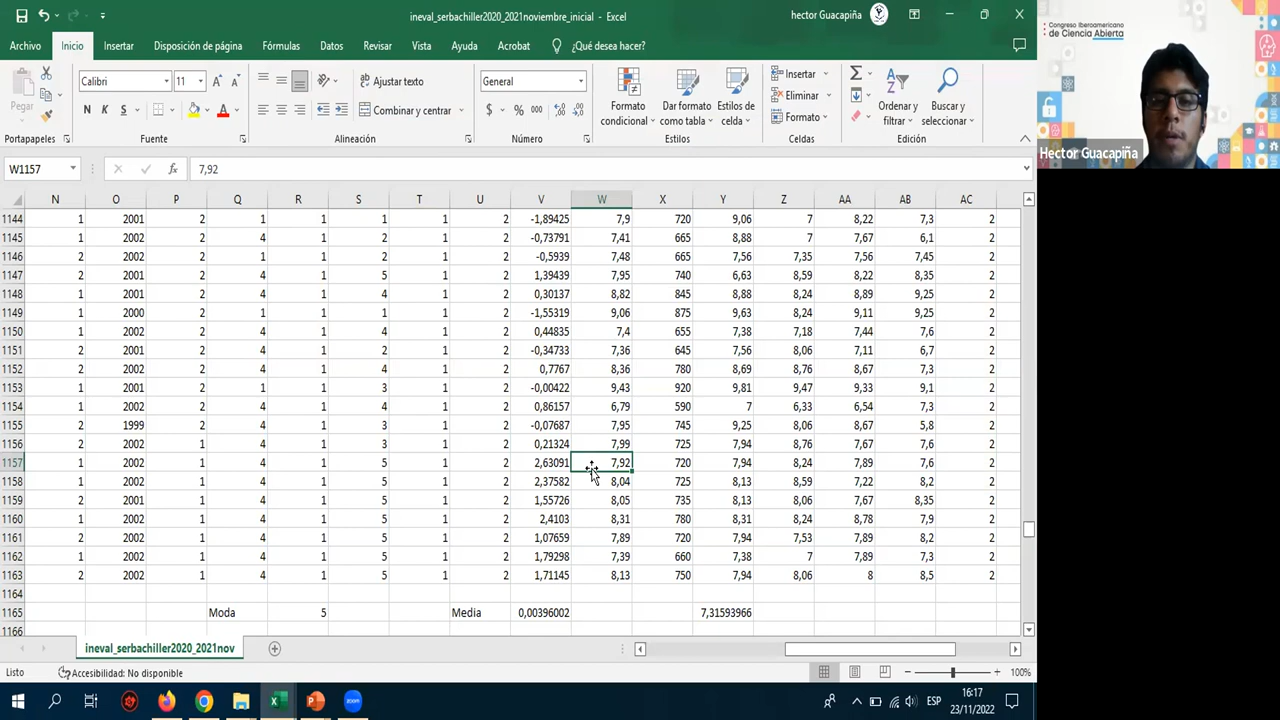 ineval_serbachiller2020_2021noviembre_inicial - Excel
hector Guacapiña
Archivo Inicio Insertar Disposición de página Fórmulas Datos Revisar Vista Ayuda Acrobat ¿Qué desea hacer?
Pegar
Calibri 11
N K S
Ajustar texto
Combinar y centrar
General
$ % 000
Formato condicional
Dar formato como tabla
Estilos de celda
Insertar
Eliminar
Formato
Ordenar y filtrar
Buscar y seleccionar
Portapapeles Fuente Alineación Número Estilos Celdas Edición
W1157 fx 7,92
N O P Q R S T U V W X Y Z AA AB AC
1144 1 2001 2 1 1 1 1 2 -1,89425 7,9 720 9,06 7 8,22 7,3 2
1145 1 2002 2 4 1 2 1 2 -0,73791 7,41 665 8,88 7 7,67 6,1 2
1146 2 2002 2 1 1 2 1 2 -0,5939 7,48 665 7,56 7,35 7,56 7,45 2
1147 2 2001 2 4 1 5 1 2 1,39439 7,95 740 6,63 8,59 8,22 8,35 2
1148 1 2001 2 4 1 4 1 2 0,30137 8,82 845 8,88 8,24 8,89 9,25 2
1149 1 2000 2 1 1 1 1 2 -1,55319 9,06 875 9,63 8,24 9,11 9,25 2
1150 1 2002 2 4 1 4 1 2 0,44835 7,4 655 7,38 7,18 7,44 7,6 2
1151 2 2001 2 4 1 2 1 2 -0,34733 7,36 645 7,56 8,06 7,11 6,7 2
1152 2 2002 2 4 1 4 1 2 0,7767 8,36 780 8,69 8,76 8,67 7,3 2
1153 1 2001 2 1 1 3 1 2 -0,00422 9,43 920 9,81 9,47 9,33 9,1 2
1154 1 2002 2 4 1 4 1 2 0,86157 6,79 590 7 6,33 6,54 7,3 2
1155 2 1999 2 4 1 3 1 2 -0,07687 7,95 745 9,25 8,06 8,67 5,8 2
1156 2 2002 1 4 1 3 1 2 0,21324 7,99 725 7,94 8,76 7,67 7,6 2
1157 1 2002 1 4 1 5 1 2 2,63091 7,92 720 7,94 8,24 7,89 7,6 2
1158 1 2002 1 4 1 5 1 2 2,37582 8,04 725 8,13 8,59 7,22 8,2 2
1159 2 2001 1 4 1 5 1 2 1,55726 8,05 735 8,13 8,06 7,67 8,35 2
1160 1 2002 1 4 1 5 1 2 2,4103 8,31 780 8,31 8,24 8,78 7,9 2
1161 2 2002 1 4 1 5 1 2 1,07659 7,89 720 7,94 7,53 7,89 8,2 2
1162 1 2002 1 4 1 5 1 2 1,79298 7,39 660 7,38 7 7,89 7,3 2
1163 2 2002 1 4 1 5 1 2 1,71145 8,13 750 7,94 8,06 8 8,5 2
1164
1165 Moda 5 Media 0,00396002 7,31593966
1166
ineval_serbachiller2020_2021nov
Listo Accesibilidad: No disponible 100%
zoom
ESP
16:17
23/11/2022
Congreso Iberoamericano
de Ciencia Abierta
Hector Guacapiña